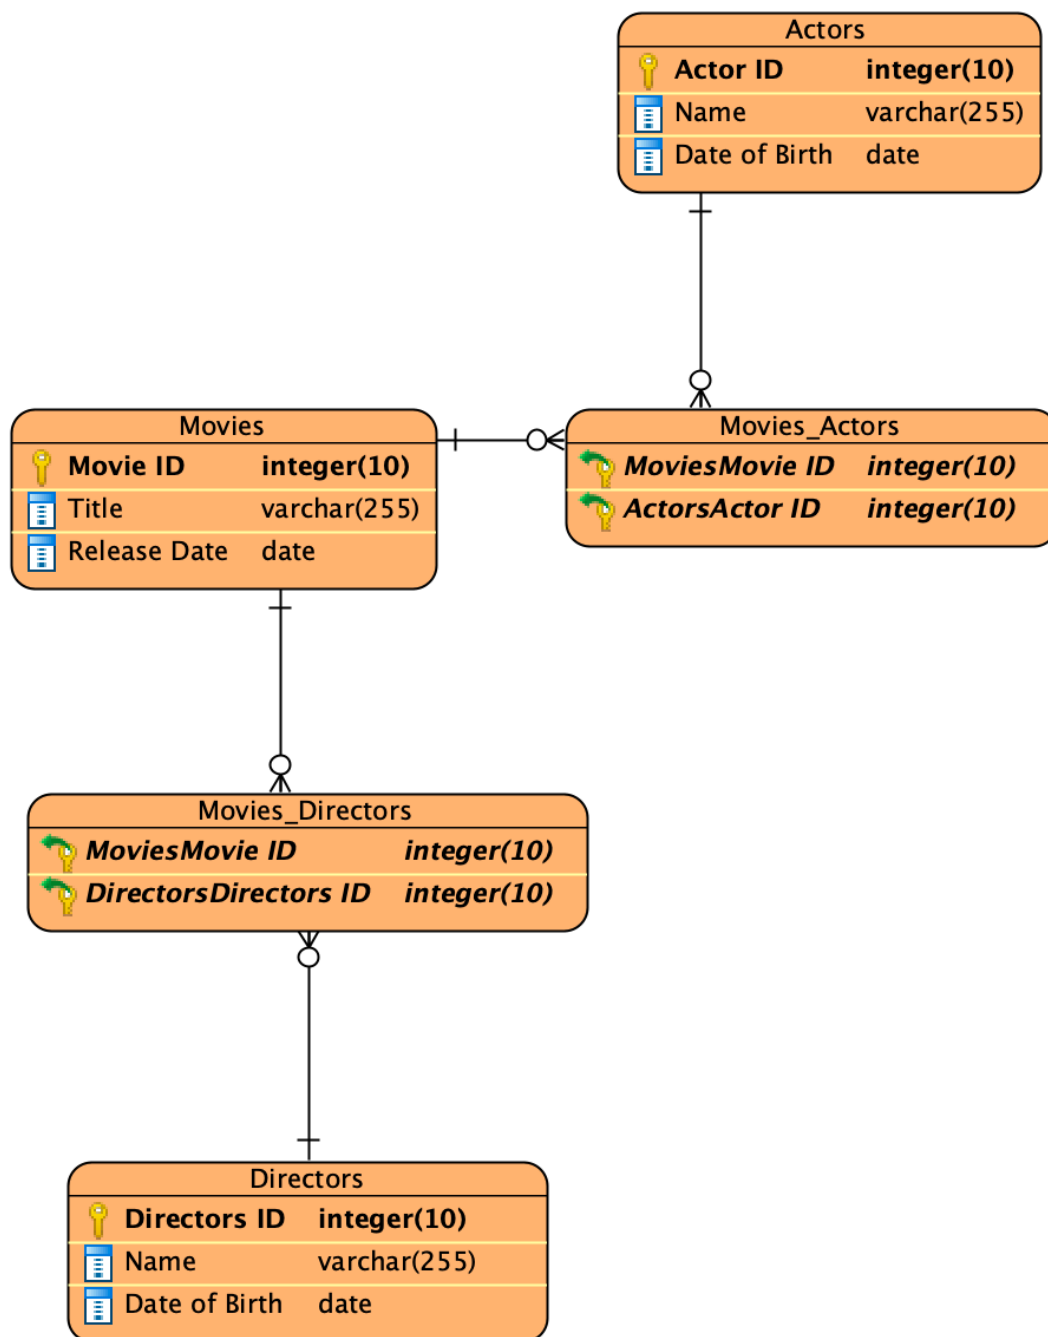 Actors
Actor ID integer(10)
Name varchar(255)
Date of Birth date
Movies
Movie ID integer(10)
Title varchar(255)
Release Date date
Movies_Actors
MoviesMovie ID integer(10)
ActorsActor ID integer(10)
Movies_Directors
MoviesMovie ID integer(10)
DirectorsDirectors ID integer(10)
Directors
Directors ID integer(10)
Name varchar(255)
Date of Birth date